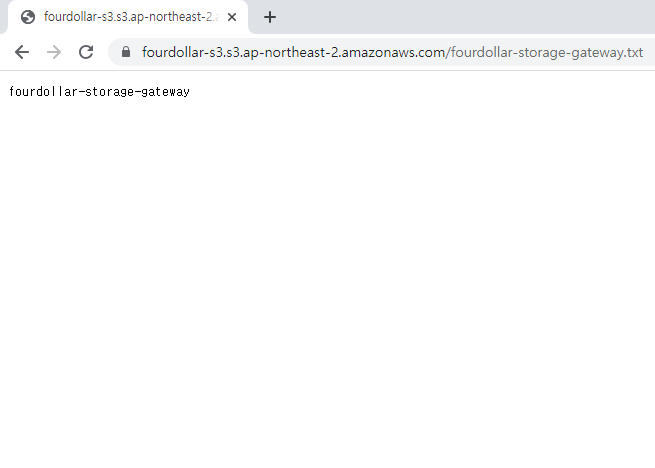 fourdollar-s3.s3.ap-northeast-2.
fourdollar-s3.s3.ap-northeast-2.amazonaws.com/fourdollar-storage-gateway.txt
fourdollar-storage-gateway